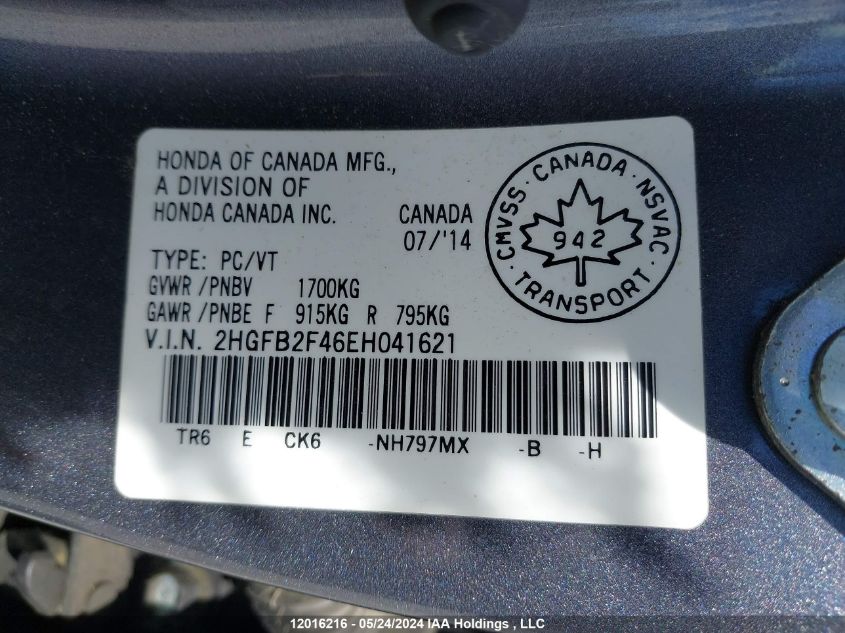 HONDA OF CANADA MFG.,
A DIVISION OF
HONDA CANADA INC. CANADA
07/'14
TYPE: PC/VT
GVWR/PNBV 1700KG
GAWR/PNBE F 915KG R 795KG
V.I.N. 2HGFB2F46EH041621
TR6 E CK6 -NH797MX -B -H
CMVSS · CANADA · NSVAC
942
· TRANSPORT ·
12016216 - 05/24/2024 IAA Holdings , LLC